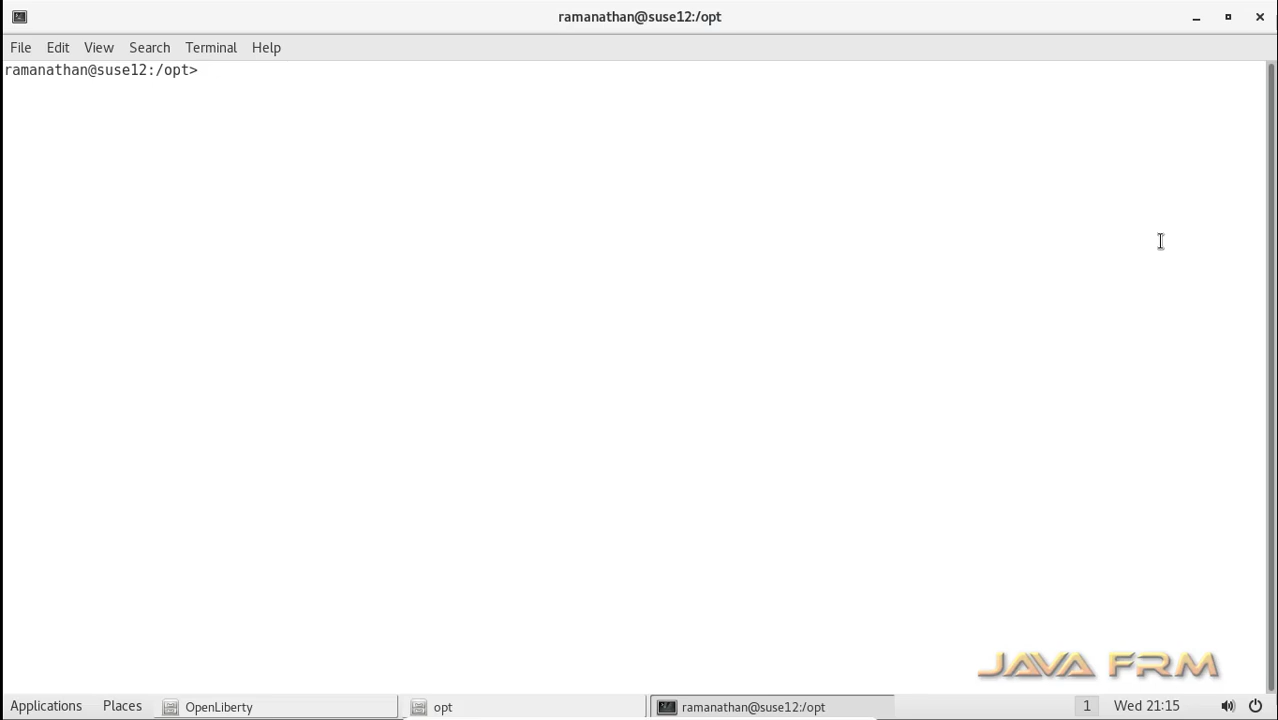 ramanathan@suse12:/opt
File Edit View Search Terminal Help
ramanathan@suse12:/opt>
JAVA FRM
Applications Places OpenLiberty opt ramanathan@suse12:/opt 1 Wed 21:15